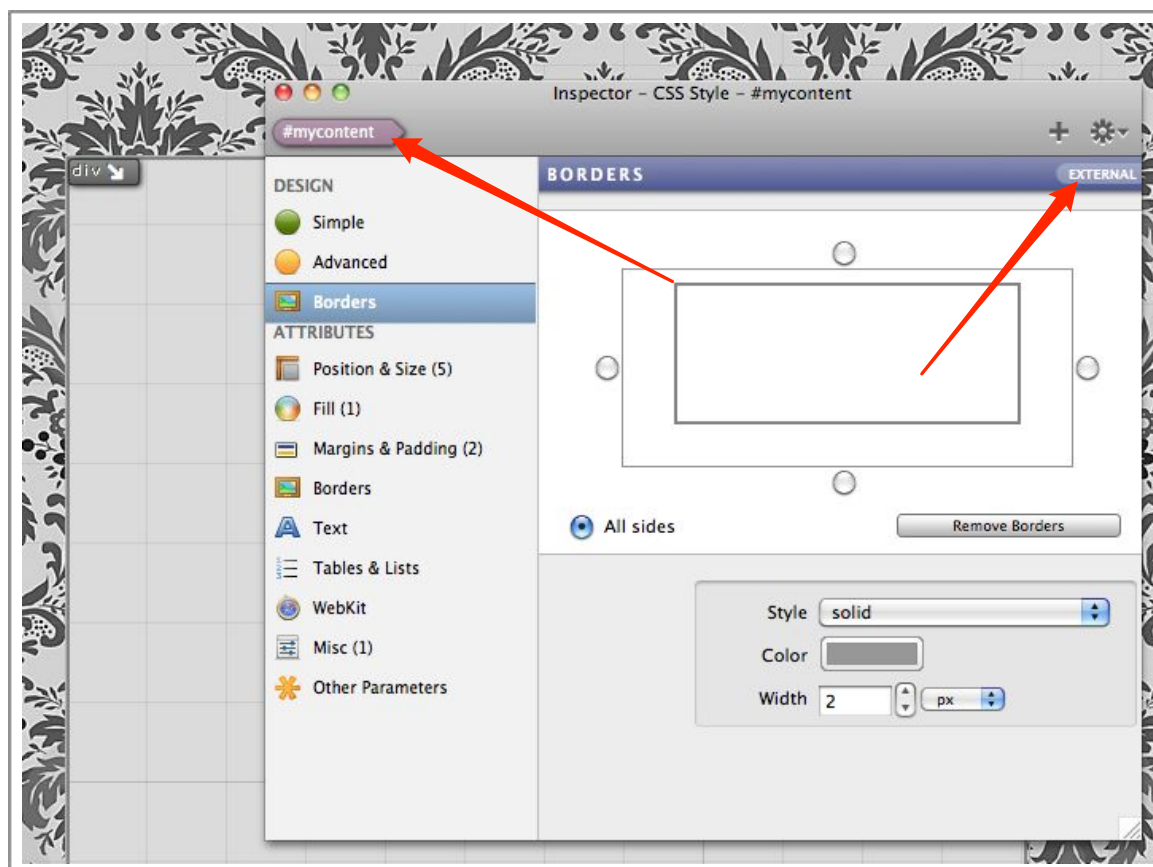 Inspector – CSS Style – #mycontent
#mycontent
div
DESIGN
Simple
Advanced
Borders
ATTRIBUTES
Position & Size (5)
Fill (1)
Margins & Padding (2)
Borders
Text
Tables & Lists
WebKit
Misc (1)
Other Parameters
BORDERS
EXTERNAL
All sides
Remove Borders
Style solid
Color
Width 2 px